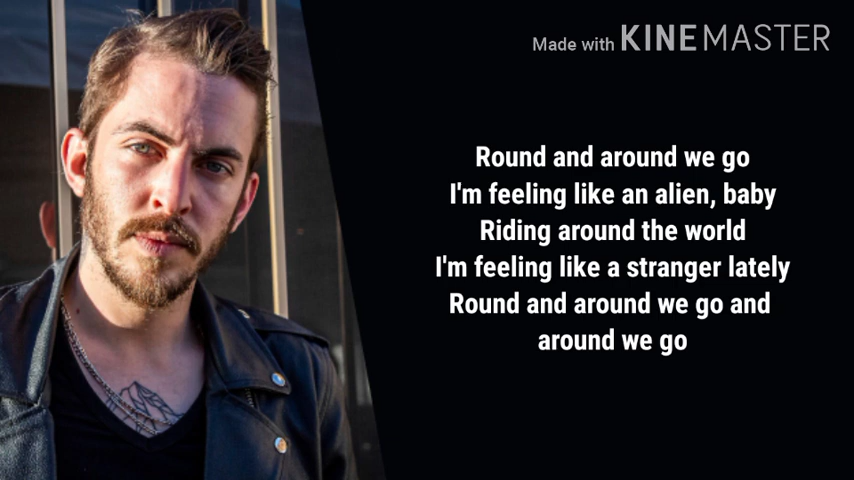 Made with KINEMASTER
Round and around we go
I'm feeling like an alien, baby
Riding around the world
I'm feeling like a stranger lately
Round and around we go and
around we go